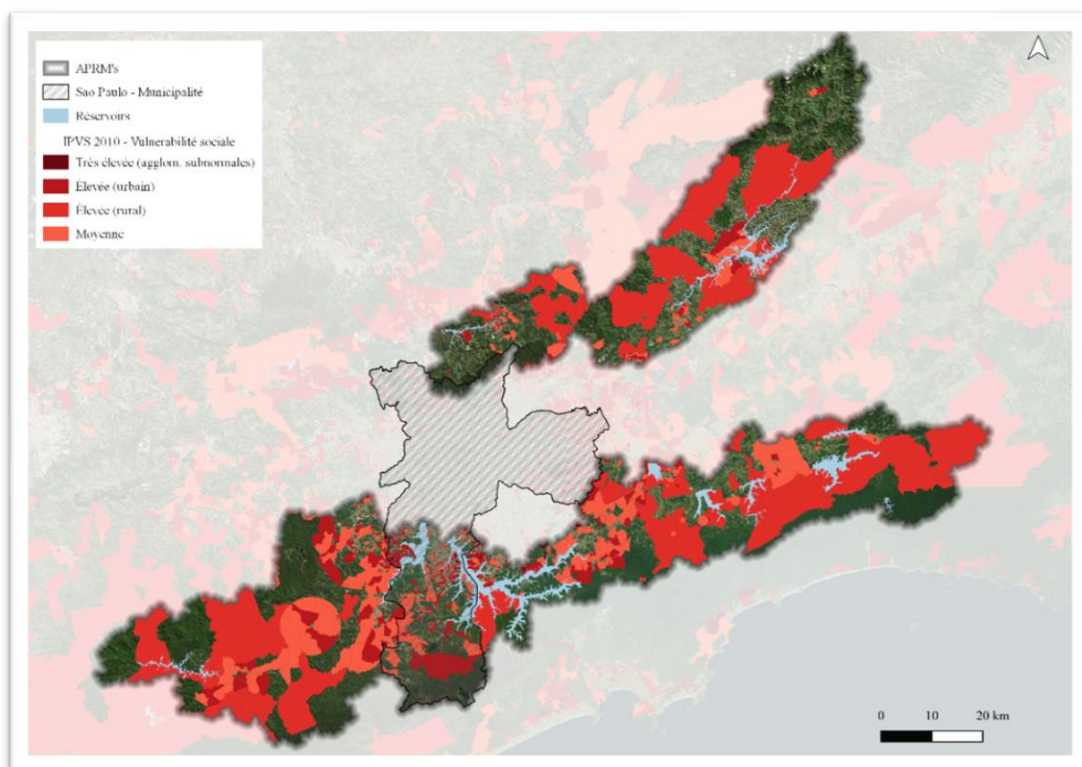 APRM's
Sao Paulo - Municipalité
Réservoirs
IPVS 2010 - Vulnerabilité sociale
Très élevée (agglom. subnormales)
Élevée (urbain)
Élevée (rural)
Moyenne
0 10 20 km